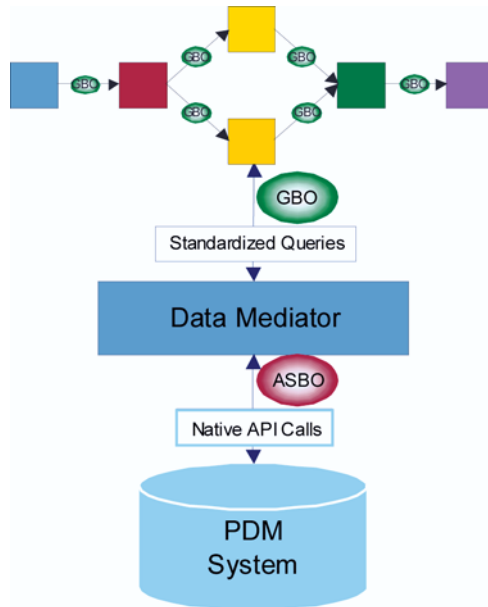 GBO
GBO
GBO
GBO
GBO
GBO
GBO
Standardized Queries
Data Mediator
ASBO
Native API Calls
PDM
System